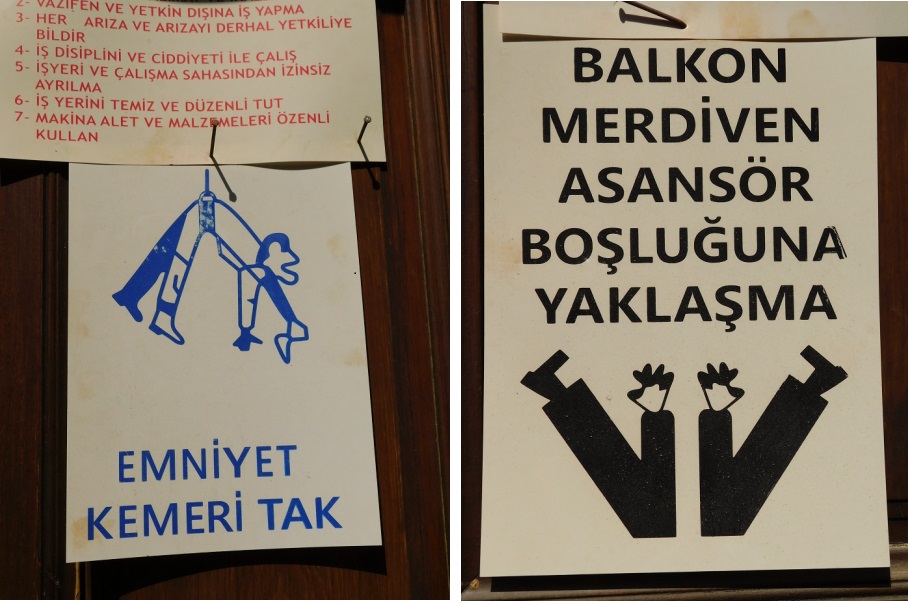 2- VAZİFEN VE YETKİN DIŞINA İŞ YAPMA
3- HER ARIZA VE ARIZAYI DERHAL YETKİLİYE
BİLDİR
4- İŞ DİSİPLİNİ VE CİDDİYETİ İLE ÇALIŞ
5- İŞYERİ VE ÇALIŞMA SAHASINDAN İZİNSİZ
AYRILMA
6- İŞ YERİNİ TEMİZ VE DÜZENLİ TUT
7- MAKİNA ALET VE MALZEMELERİ ÖZENLİ
KULLAN
EMNİYET
KEMERİ TAK
BALKON
MERDİVEN
ASANSÖR
BOŞLUĞUNA
YAKLAŞMA